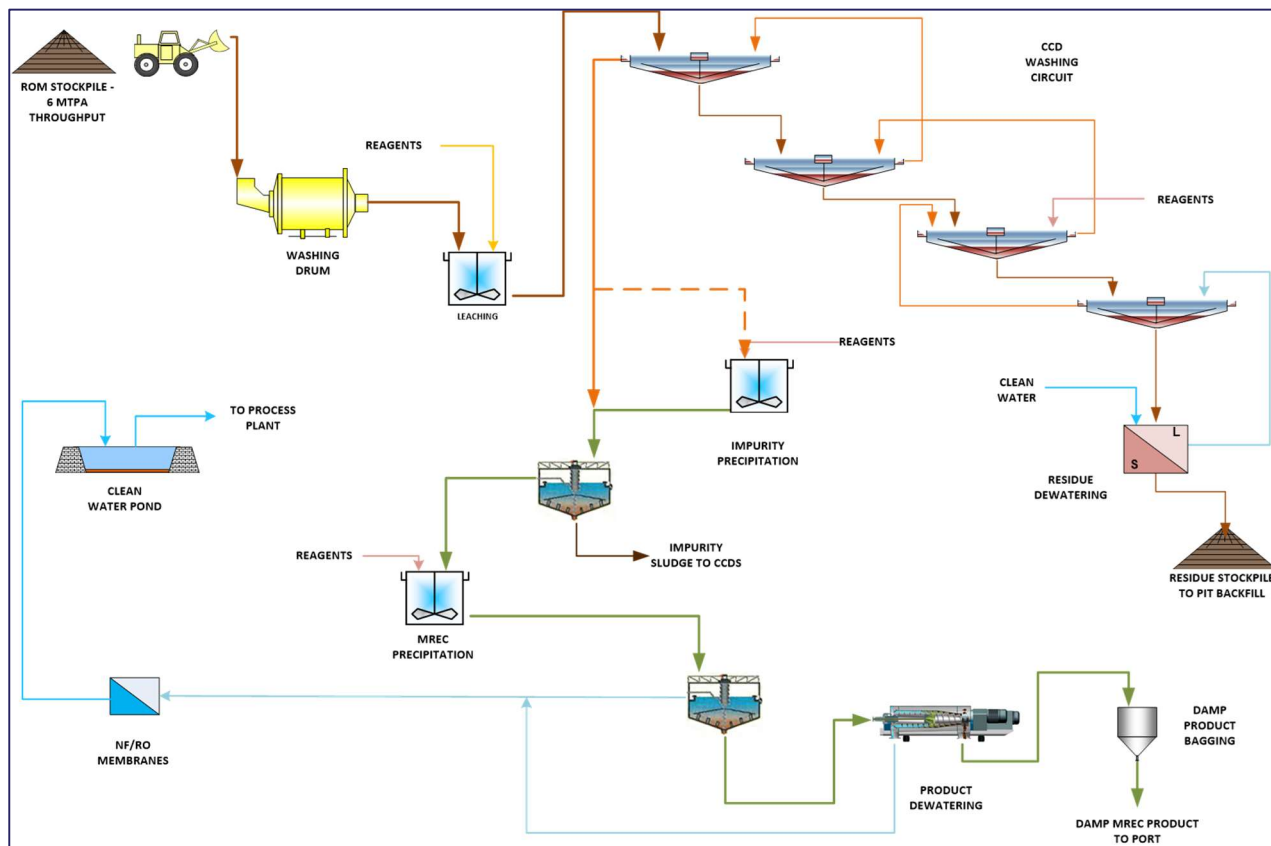 ROM STOCKPILE -
6 MTPA
THROUGHPUT
CCD
WASHING
CIRCUIT
REAGENTS
WASHING
DRUM
LEACHING
REAGENTS
REAGENTS
TO PROCESS
PLANT
CLEAN
WATER POND
IMPURITY
PRECIPITATION
CLEAN
WATER
L
S
RESIDUE
DEWATERING
REAGENTS
IMPURITY
SLUDGE TO CCDS
RESIDUE STOCKPILE
TO PIT BACKFILL
MREC
PRECIPITATION
NF/RO
MEMBRANES
PRODUCT
DEWATERING
DAMP
PRODUCT
BAGGING
DAMP MREC PRODUCT
TO PORT